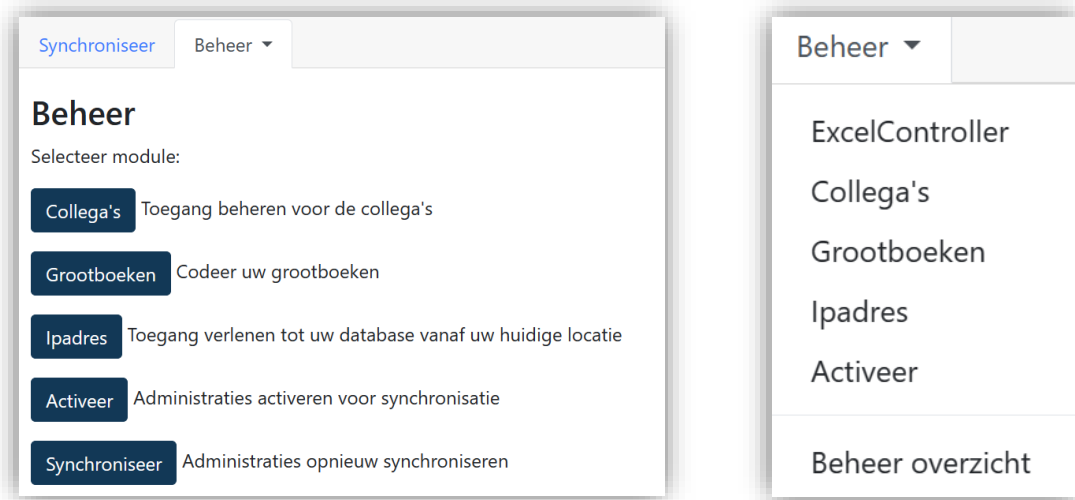 Synchroniseer Beheer
Beheer
Selecteer module:
Collega's Toegang beheren voor de collega's
Grootboeken Codeer uw grootboeken
Ipadres Toegang verlenen tot uw database vanaf uw huidige locatie
Activeer Administraties activeren voor synchronisatie
Synchroniseer Administraties opnieuw synchroniseren
Beheer
ExcelController
Collega's
Grootboeken
Ipadres
Activeer
Beheer overzicht